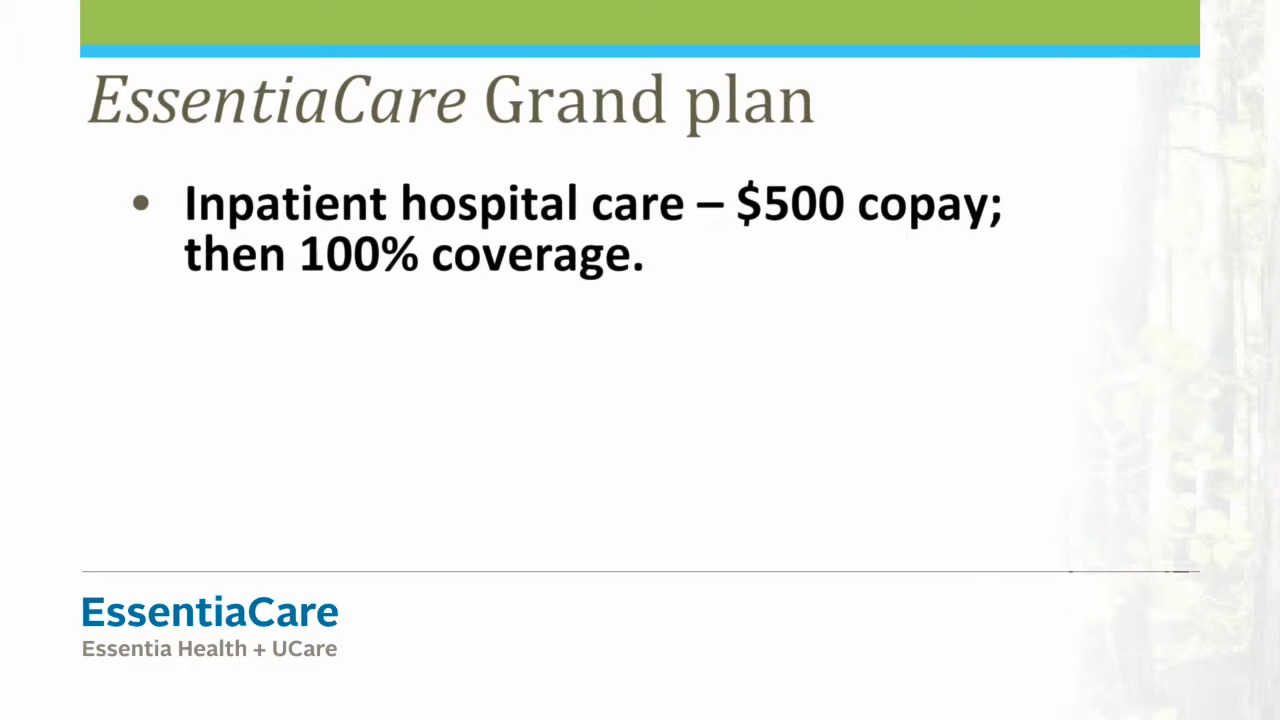 EssentiaCare Grand plan
• Inpatient hospital care – $500 copay;
then 100% coverage.
EssentiaCare
Essentia Health + UCare